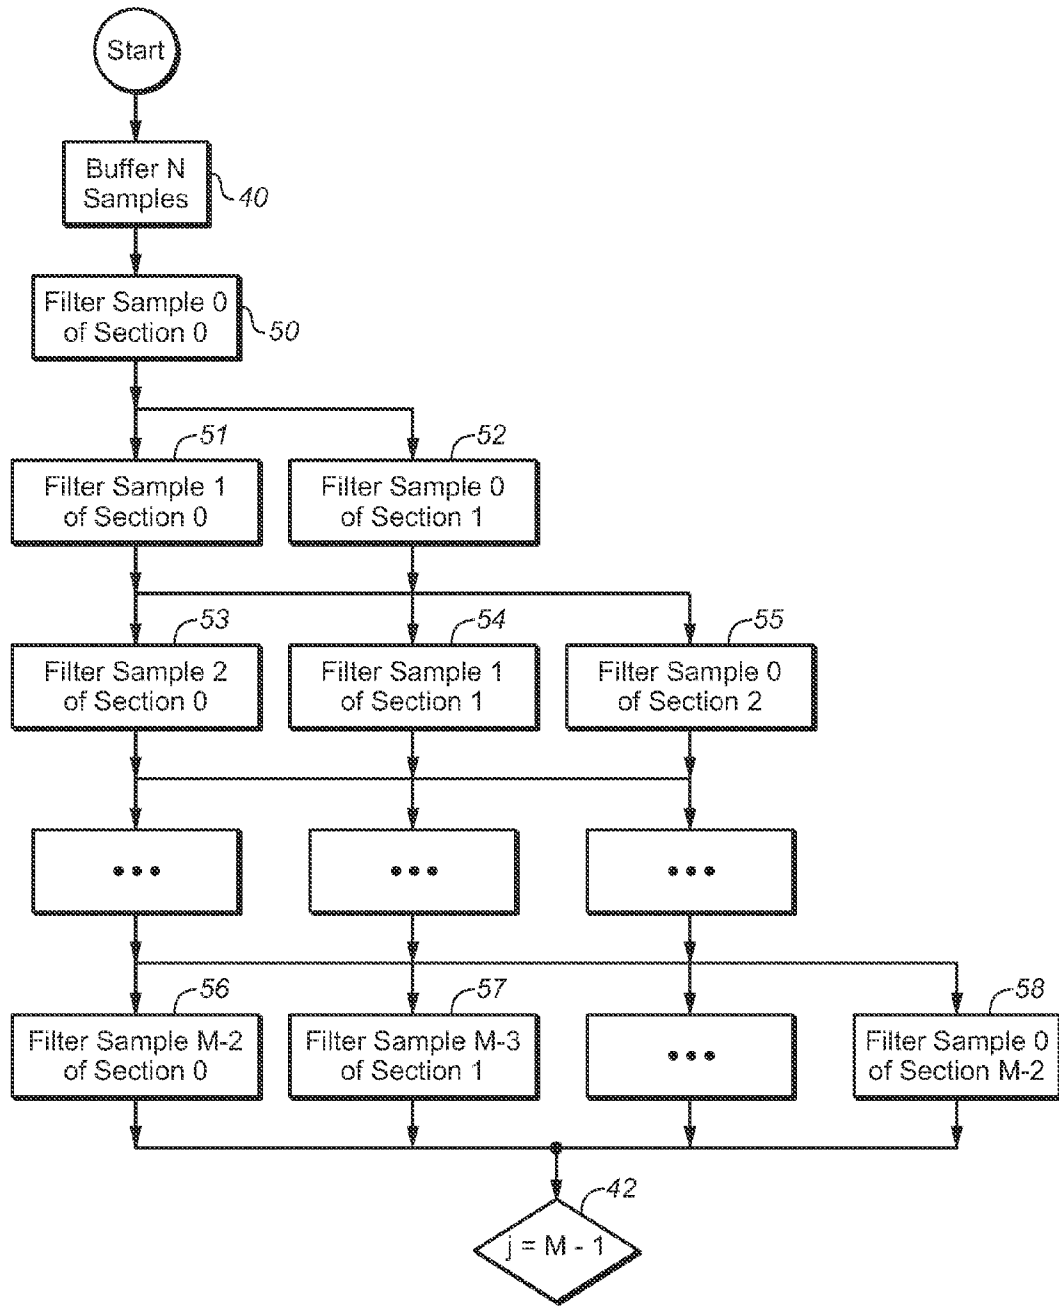 Start
Buffer N
Samples
40
Filter Sample 0
of Section 0
50
51
52
Filter Sample 1
of Section 0
Filter Sample 0
of Section 1
53
54
55
Filter Sample 2
of Section 0
Filter Sample 1
of Section 1
Filter Sample 0
of Section 2
•••
•••
•••
56
57
58
Filter Sample M-2
of Section 0
Filter Sample M-3
of Section 1
•••
Filter Sample 0
of Section M-2
42
j = M - 1